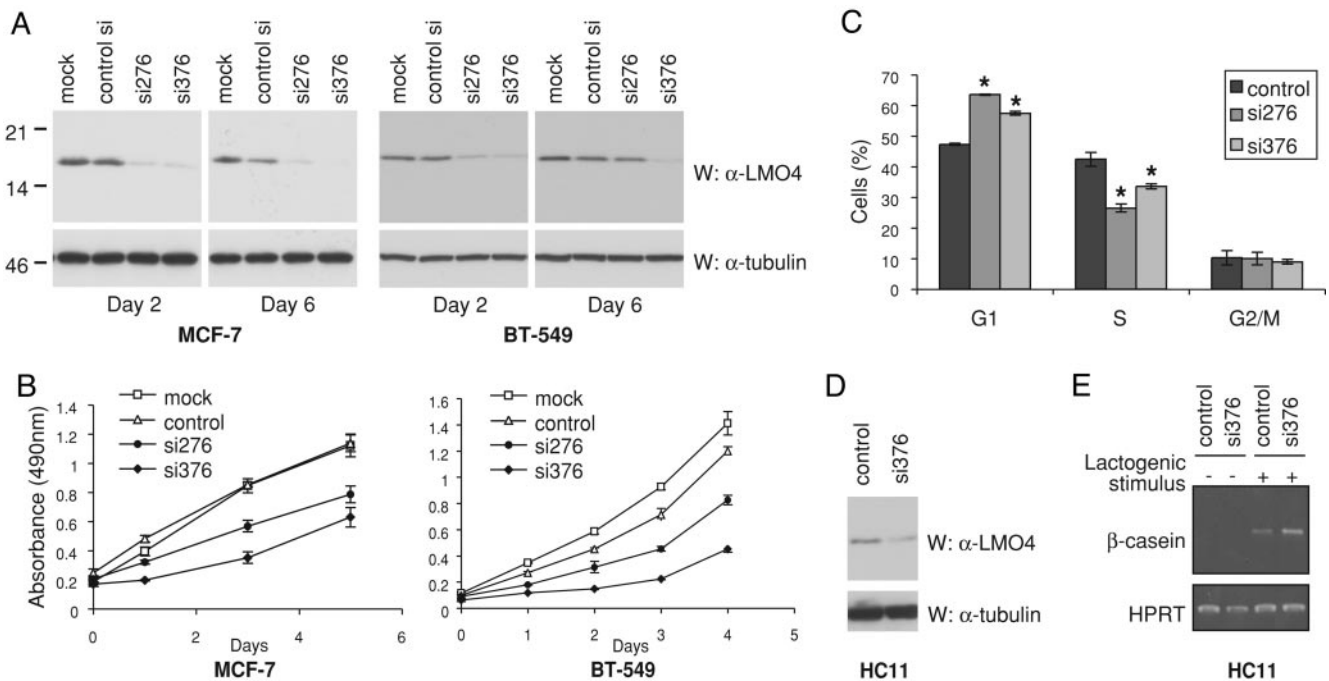 A
mock
control si
si276
si376
mock
control si
si276
si376
mock
control si
si276
si376
mock
control si
si276
si376
21
14
W: α-LMO4
46
W: α-tubulin
Day 2
Day 6
Day 2
Day 6
MCF-7
BT-549
B
mock
control
si276
si376
Absorbance (490nm)
1.4
1.2
1
0.8
0.6
0.4
0.2
0
0
2
4
6
Days
MCF-7
mock
control
si276
si376
1.6
1.4
1.2
1
0.8
0.6
0.4
0.2
0
0
1
2
3
4
5
Days
BT-549
C
control
si276
si376
Cells (%)
70
60
50
40
30
20
10
0
* *
* *
G1
S
G2/M
D
control
si376
W: α-LMO4
W: α-tubulin
HC11
E
control
si376
control
si376
Lactogenic
stimulus
- - + +
β-casein
HPRT
HC11